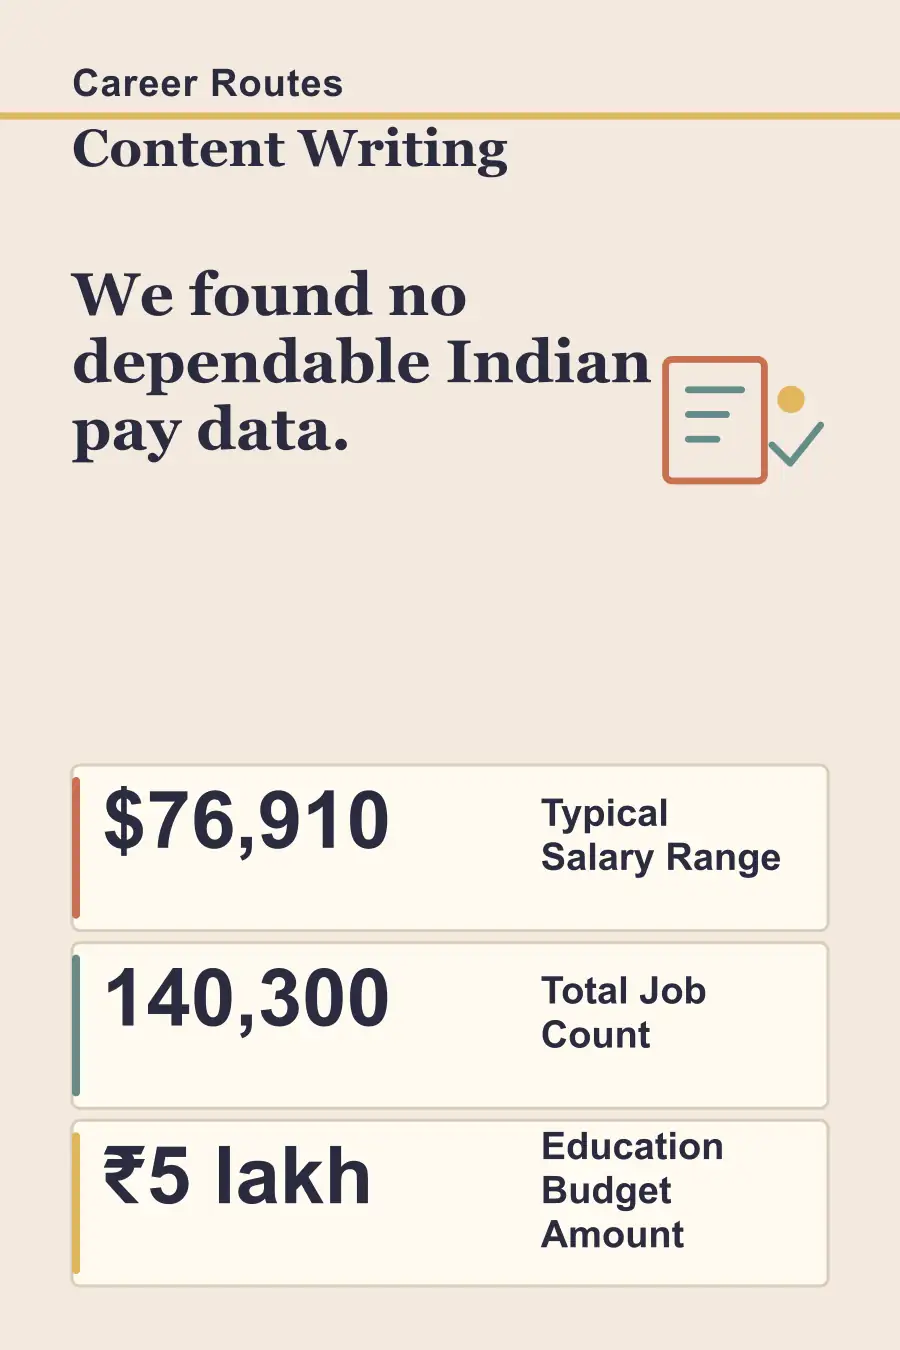 Career Routes
Content Writing
We found no
dependable Indian
pay data.
$76,910
Typical
Salary Range
140,300
Total Job
Count
₹5 lakh
Education
Budget
Amount